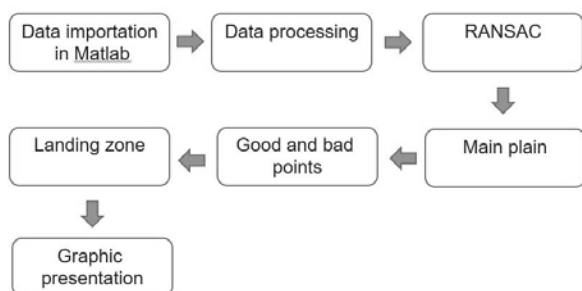 Data importation
in Matlab
Data processing
RANSAC
Main plain
Good and bad
points
Landing zone
Graphic
presentation